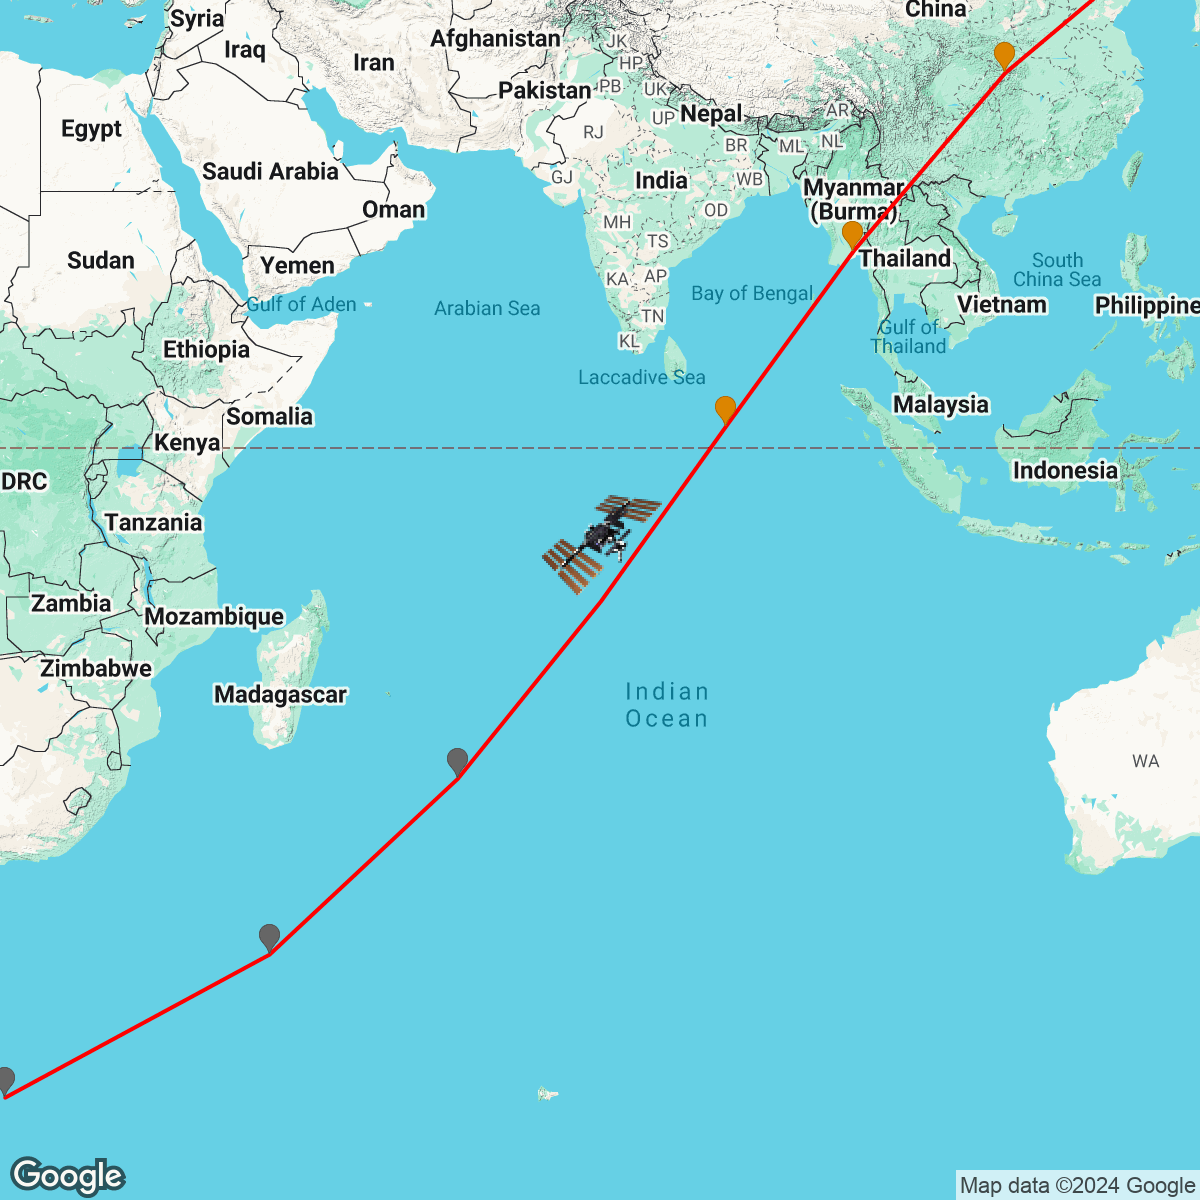 Syria
Iraq
Iran
Afghanistan
China
JK
HP
Pakistan
PB
UK
Egypt
RJ
UP
Nepal
AR
BR
ML
NL
Saudi Arabia
GJ
India
WB
Myanmar
(Burma)
Oman
MH
OD
Sudan
Yemen
TS
Thailand
South
China Sea
KA
AP
Bay of Bengal
Gulf of Aden
Arabian Sea
TN
Vietnam
Philippine
Ethiopia
KL
Gulf of
Thailand
Laccadive Sea
Somalia
Malaysia
Kenya
DRC
Indonesia
Tanzania
Zambia
Mozambique
Zimbabwe
Madagascar
Indian
Ocean
WA
Google
Map data ©2024 Google